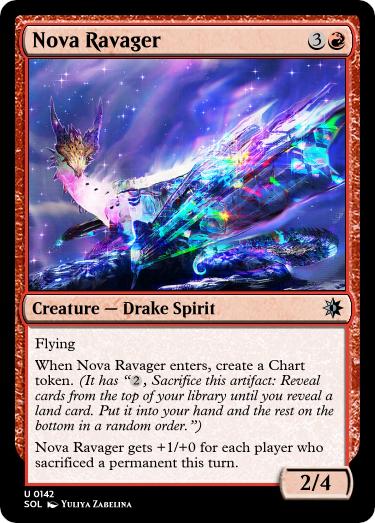 Nova Ravager 3
Creature — Drake Spirit
Flying
When Nova Ravager enters, create a Chart
token. (It has “2, Sacrifice this artifact: Reveal
cards from the top of your library until you reveal a
land card. Put it into your hand and the rest on the
bottom in a random order.”)
Nova Ravager gets +1/+0 for each player who
sacrificed a permanent this turn.
2/4
U 0142
SOL YULIYA ZABELINA